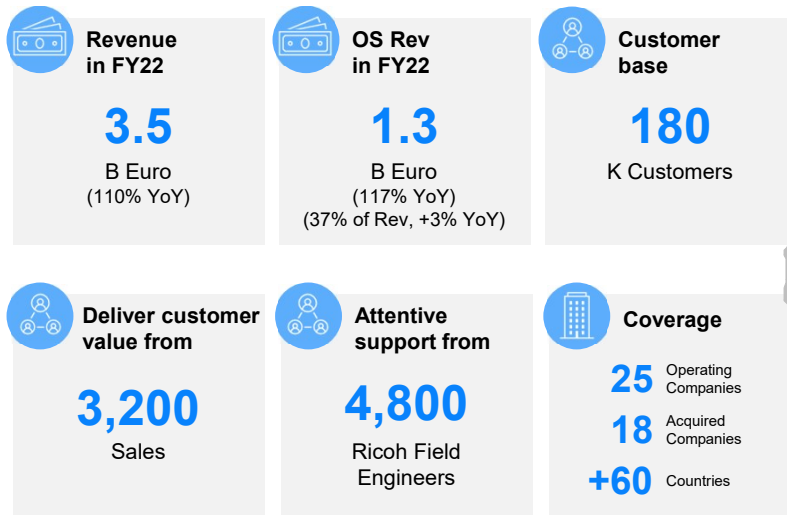 Revenue
in FY22
3.5
B Euro
(110% YoY)
OS Rev
in FY22
1.3
B Euro
(117% YoY)
(37% of Rev, +3% YoY)
Customer
base
180
K Customers
Deliver customer
value from
3,200
Sales
Attentive
support from
4,800
Ricoh Field
Engineers
Coverage
25 Operating
Companies
18 Acquired
Companies
+60 Countries